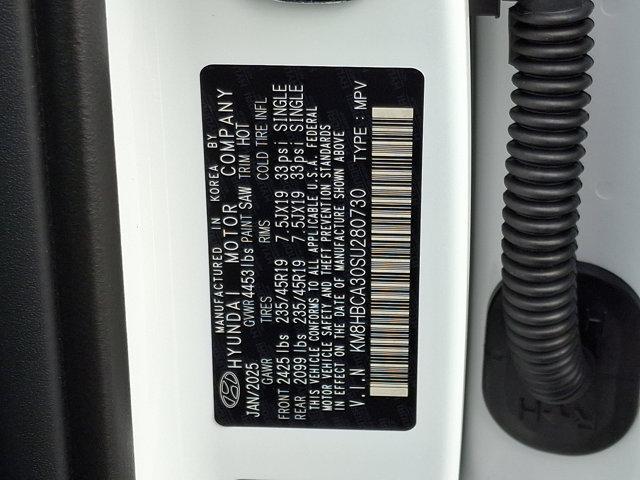 MANUFACTURED IN KOREA BY
HYUNDAI MOTOR COMPANY
JAN/2025 GVWR 4453 lbs PAINT SAW TRIM HOT
GAWR TIRES RIMS COLD TIRE INFL
FRONT 2425 lbs 235/45R19 7.5JX19 33psi SINGLE
REAR 2099 lbs 235/45R19 7.5JX19 33psi SINGLE
THIS VEHICLE CONFORMS TO ALL APPLICABLE U.S.A. FEDERAL
MOTOR VEHICLE SAFETY AND THEFT PREVENTION STANDARDS
IN EFFECT ON THE DATE OF MANUFACTURE SHOWN ABOVE
V.I.N KM8HBCA30SU280730 TYPE : MPV